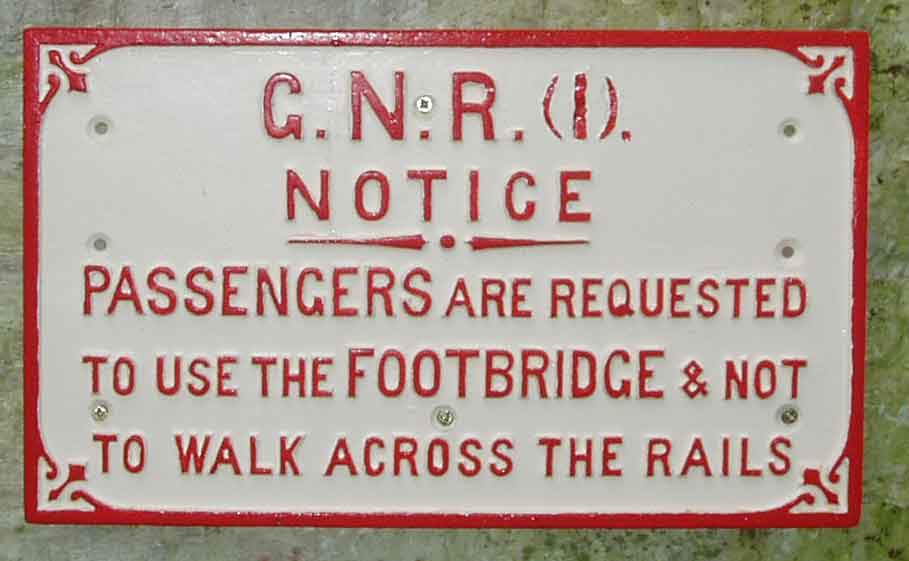 G.N.R. (I).
NOTICE
PASSENGERS ARE REQUESTED
TO USE THE FOOTBRIDGE & NOT
TO WALK ACROSS THE RAILS